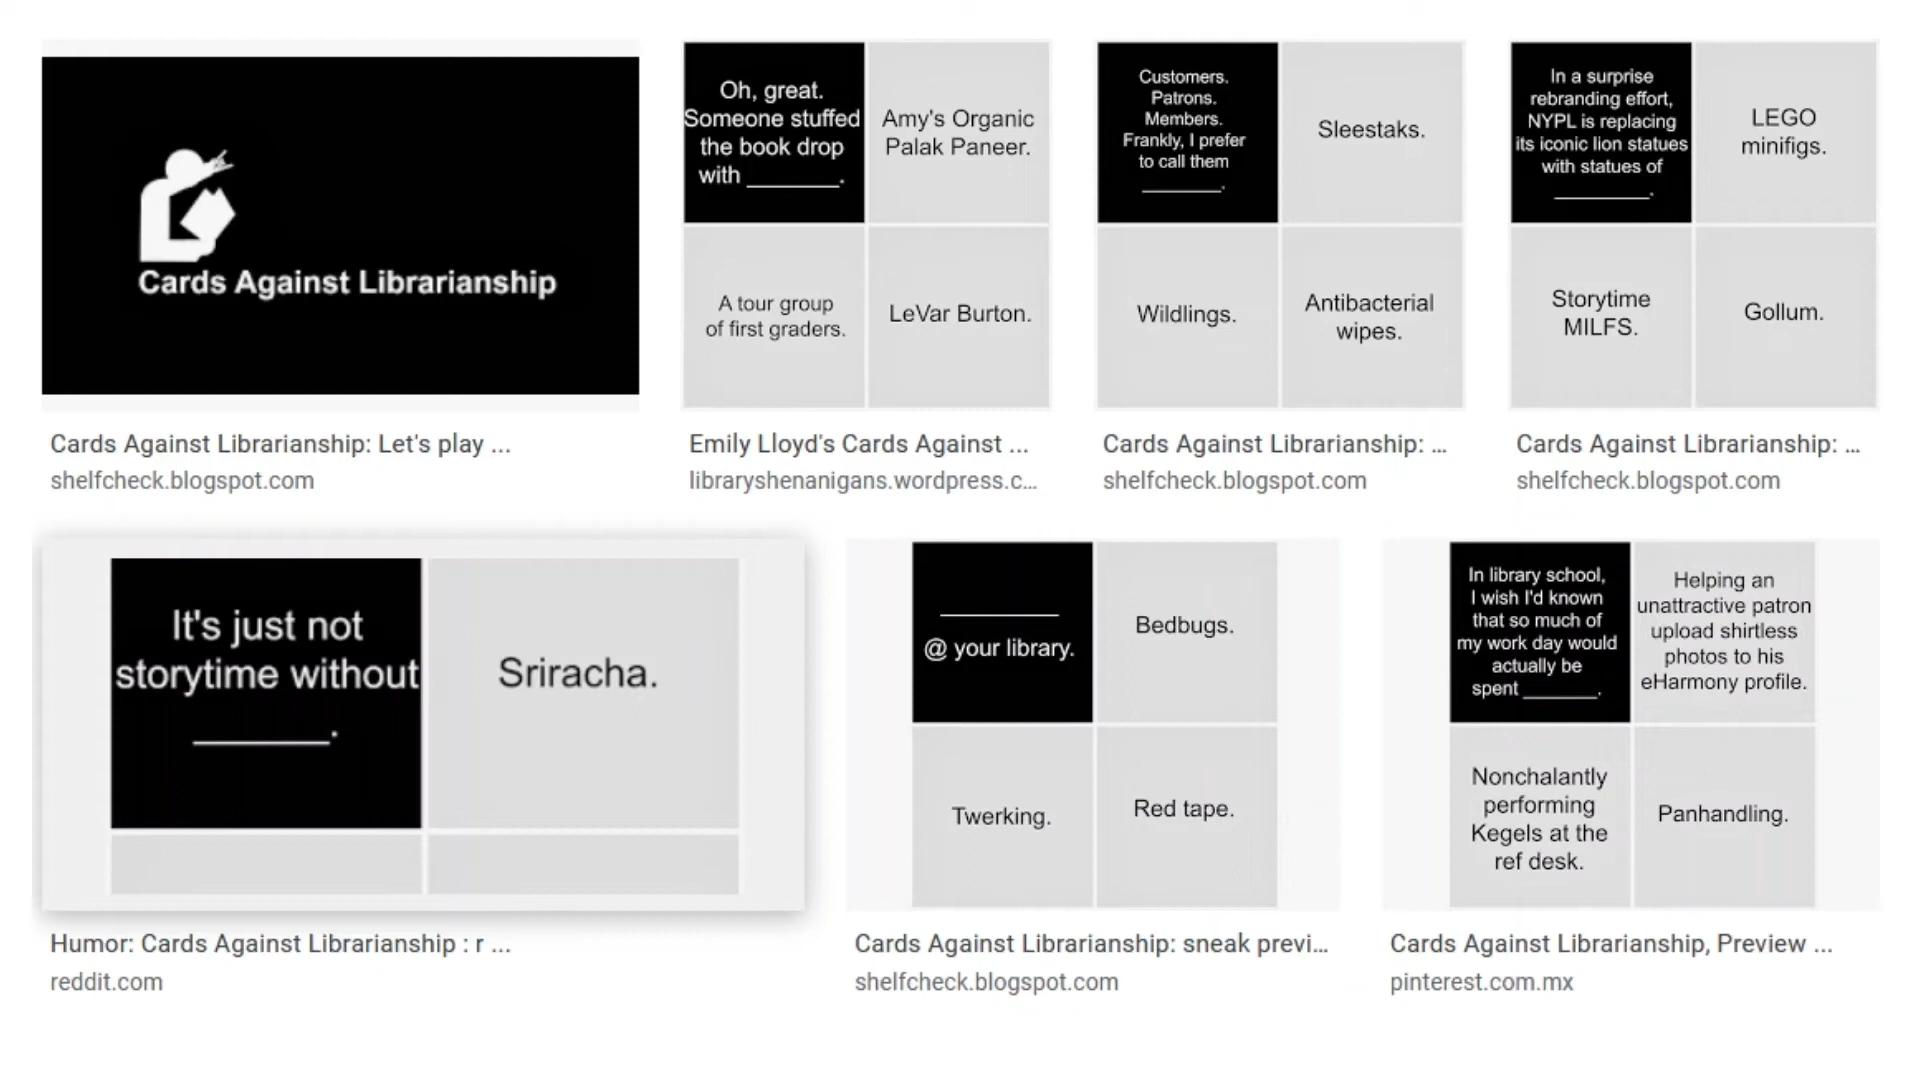 Cards Against Librarianship
Cards Against Librarianship: Let's play ...
shelfcheck.blogspot.com
Oh, great.
Someone stuffed
the book drop
with ________.
Amy's Organic
Palak Paneer.
A tour group
of first graders.
LeVar Burton.
Emily Lloyd's Cards Against ...
libraryshenanigans.wordpress.c...
Customers.
Patrons.
Members.
Frankly, I prefer
to call them
________.
Sleestaks.
Wildlings.
Antibacterial
wipes.
Cards Against Librarianship: ...
shelfcheck.blogspot.com
In a surprise
rebranding effort,
NYPL is replacing
its iconic lion statues
with statues of
__________.
LEGO
minifigs.
Storytime
MILFS.
Gollum.
Cards Against Librarianship: ...
shelfcheck.blogspot.com
It's just not
storytime without
________.
Sriracha.
Humor: Cards Against Librarianship : r ...
reddit.com
__________
@ your library.
Bedbugs.
Twerking.
Red tape.
Cards Against Librarianship: sneak previ...
shelfcheck.blogspot.com
In library school,
I wish I'd known
that so much of
my work day would
actually be
spent ________.
Helping an
unattractive patron
upload shirtless
photos to his
eHarmony profile.
Nonchalantly
performing
Kegels at the
ref desk.
Panhandling.
Cards Against Librarianship, Preview ...
pinterest.com.mx